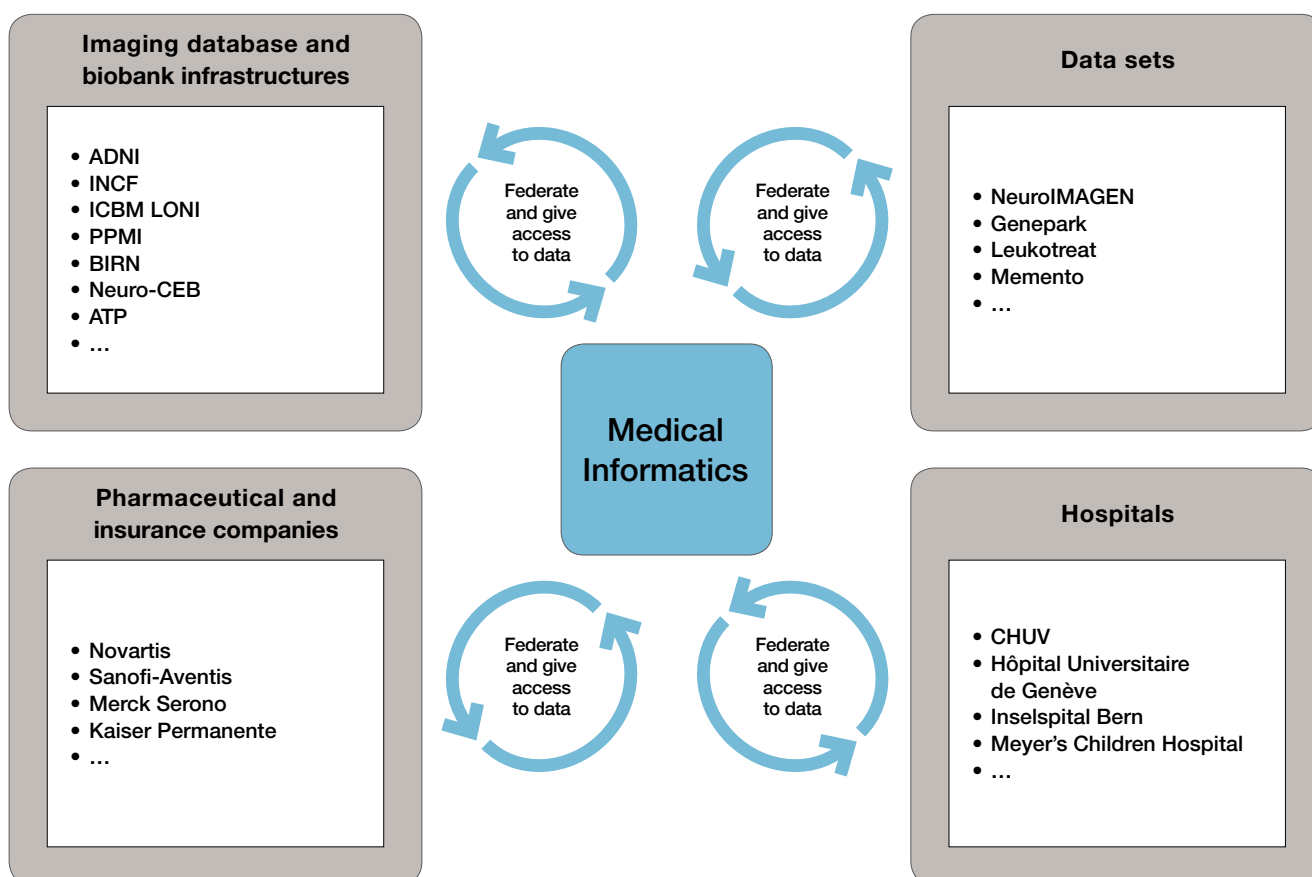 Imaging database and
biobank infrastructures
• ADNI
• INCF
• ICBM LONI
• PPMI
• BIRN
• Neuro-CEB
• ATP
• …
Federate
and give
access
to data
Federate
and give
access
to data
Data sets
• NeuroIMAGEN
• Genepark
• Leukotreat
• Memento
• …
Medical
Informatics
Pharmaceutical and
insurance companies
• Novartis
• Sanofi-Aventis
• Merck Serono
• Kaiser Permanente
• …
Federate
and give
access
to data
Federate
and give
access
to data
Hospitals
• CHUV
• Hôpital Universitaire
de Genève
• Inselspital Bern
• Meyer’s Children Hospital
• …